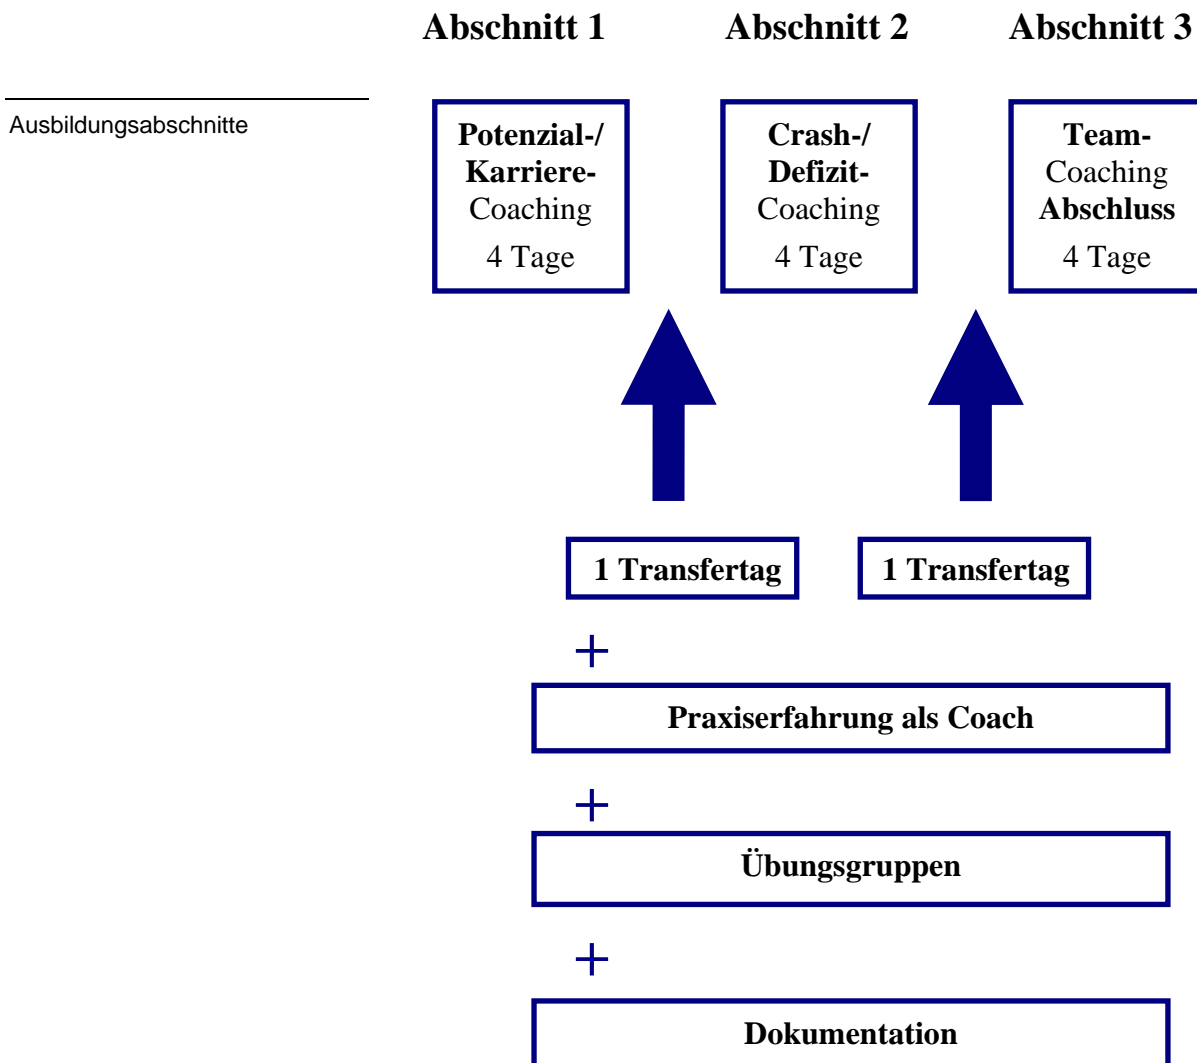 Abschnitt 1 Abschnitt 2 Abschnitt 3
Ausbildungsabschnitte
Potenzial-/
Karriere-
Coaching
4 Tage
Crash-/
Defizit-
Coaching
4 Tage
Team-
Coaching
Abschluss
4 Tage
1 Transfertag
1 Transfertag
+
Praxiserfahrung als Coach
+
Übungsgruppen
+
Dokumentation